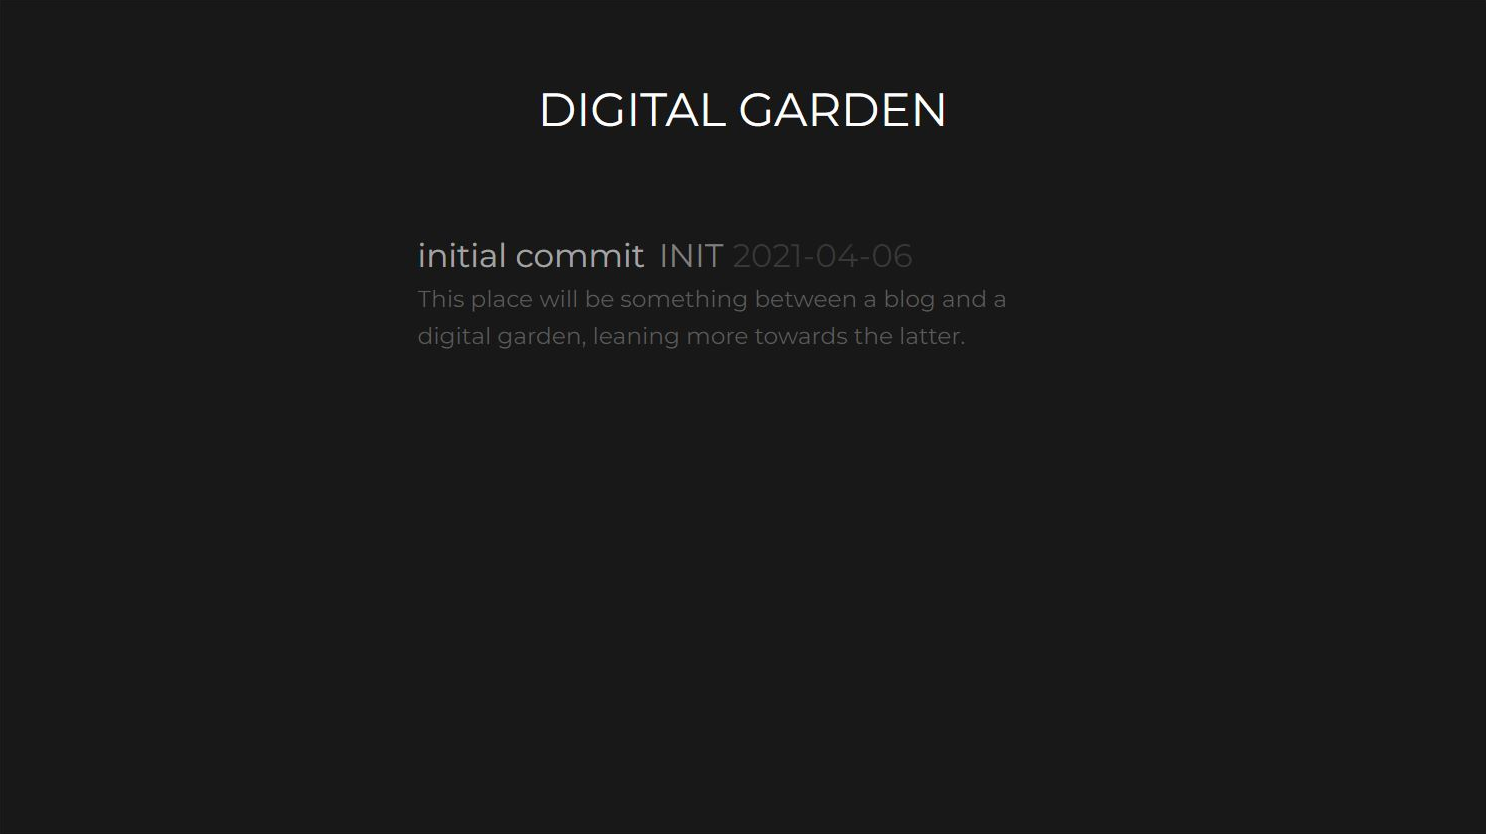 DIGITAL GARDEN
initial commit INIT 2021-04-06
This place will be something between a blog and a
digital garden, leaning more towards the latter.